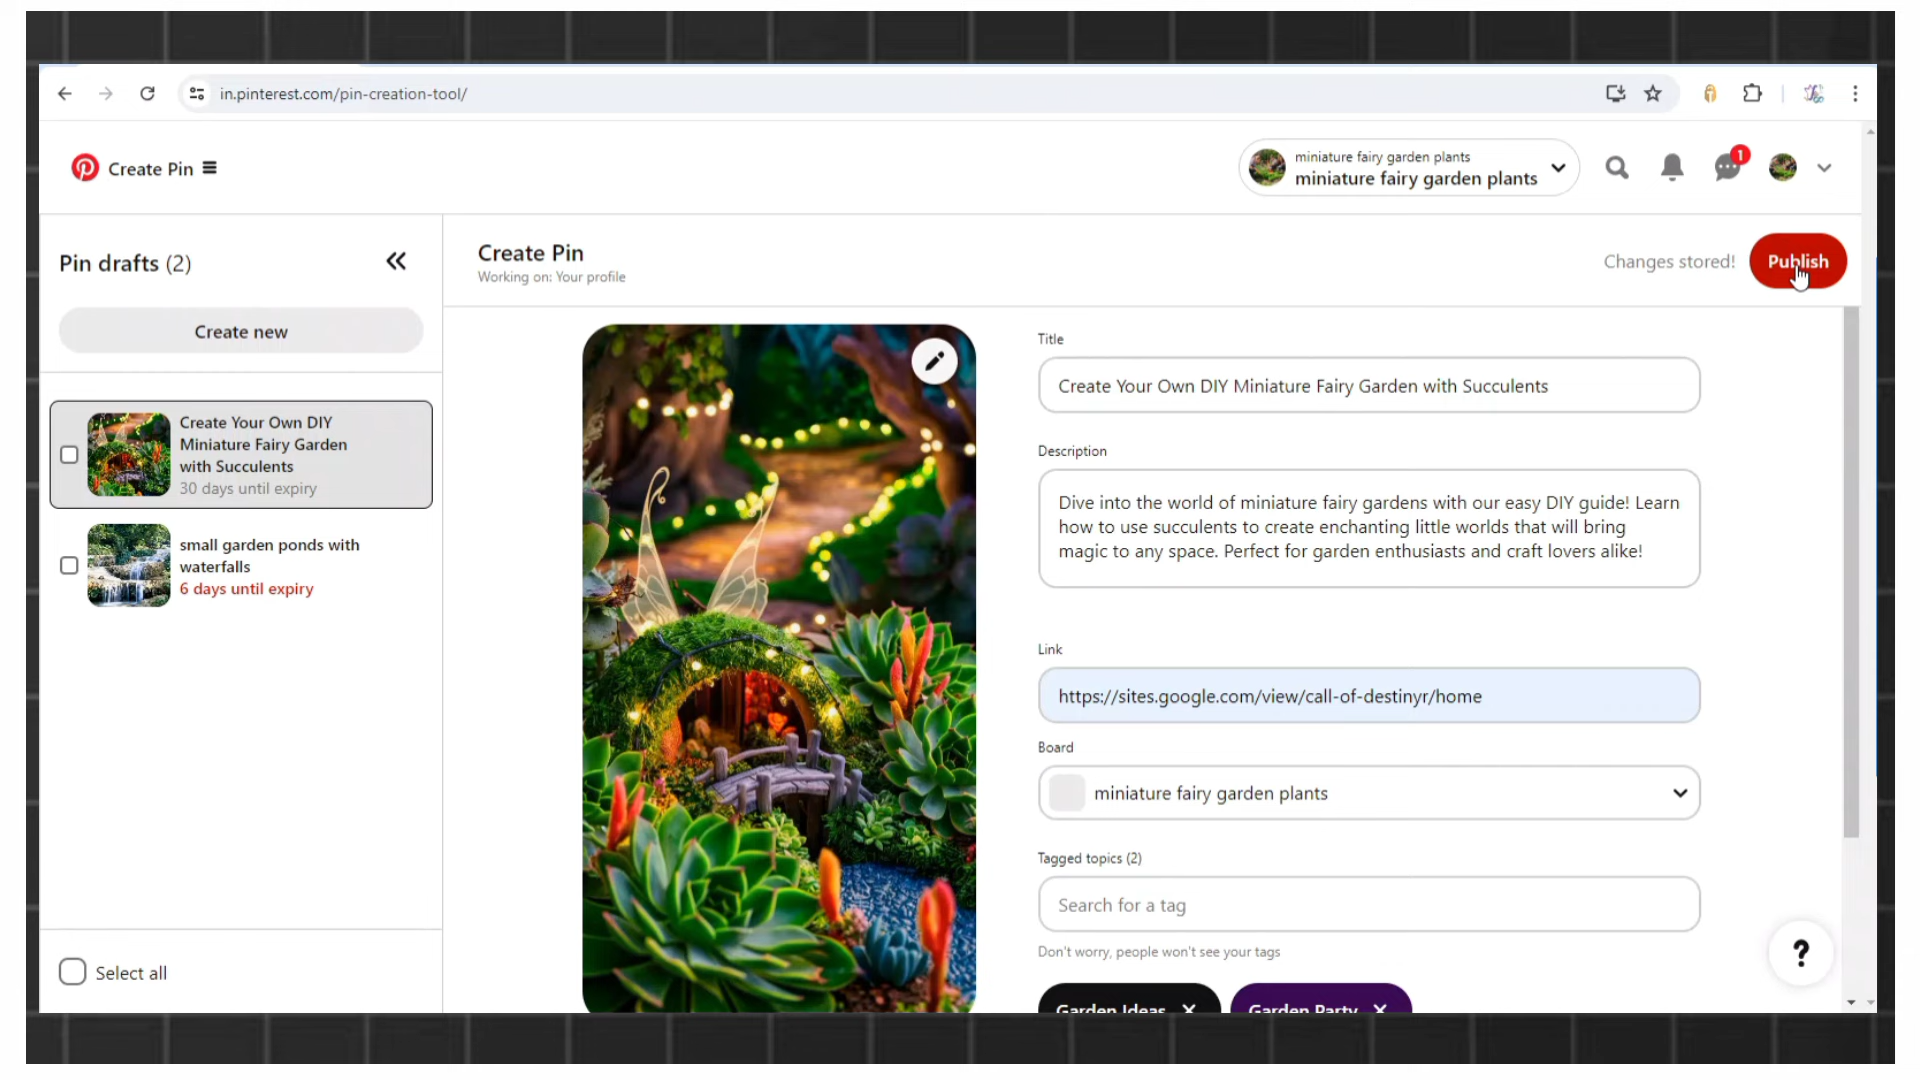 in.pinterest.com/pin-creation-tool/
Create Pin
miniature fairy garden plants
miniature fairy garden plants
1
Pin drafts (2)
Create new
Create Your Own DIY
Miniature Fairy Garden
with Succulents
30 days until expiry
small garden ponds with
waterfalls
6 days until expiry
Select all
Create Pin
Working on: Your profile
Changes stored!
Publish
Title
Create Your Own DIY Miniature Fairy Garden with Succulents
Description
Dive into the world of miniature fairy gardens with our easy DIY guide! Learn
how to use succulents to create enchanting little worlds that will bring
magic to any space. Perfect for garden enthusiasts and craft lovers alike!
Link
https://sites.google.com/view/call-of-destinyr/home
Board
miniature fairy garden plants
Tagged topics (2)
Search for a tag
Don't worry, people won't see your tags
Garden Ideas
Garden Party
?